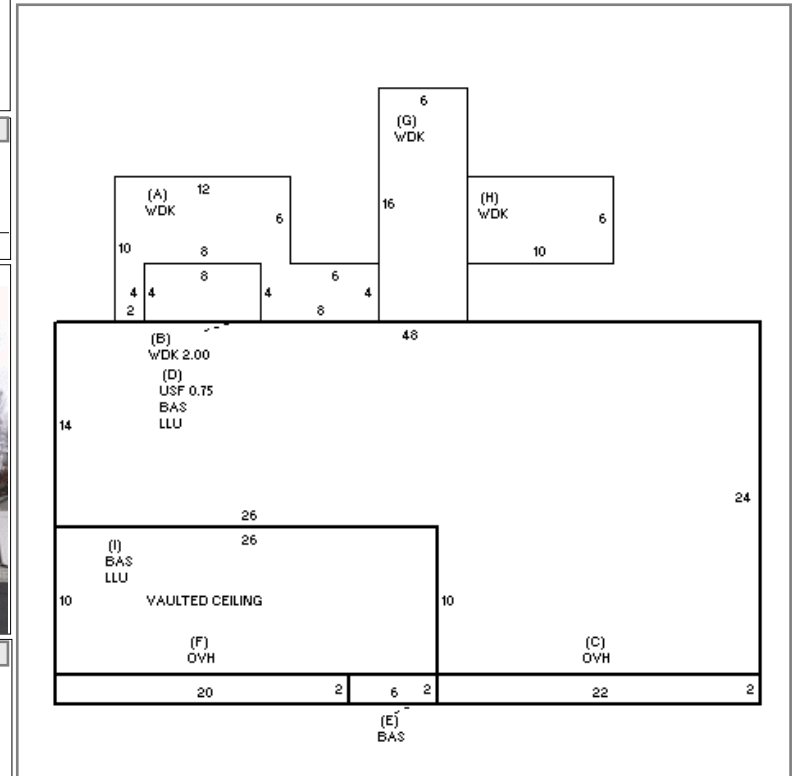 6
(G)
WDK
(A) 12
WDK
6
16
(H)
WDK
6
10
8
10
8
6
4 4
4
4
2
8
48
(B)
WDK 2.00
(D)
USF 0.75
BAS
LLU
14
24
26
26
(I)
BAS
LLU
10
VAULTED CEILING
10
(F)
OVH
(C)
OVH
20
2
6
2
22
2
(E)
BAS